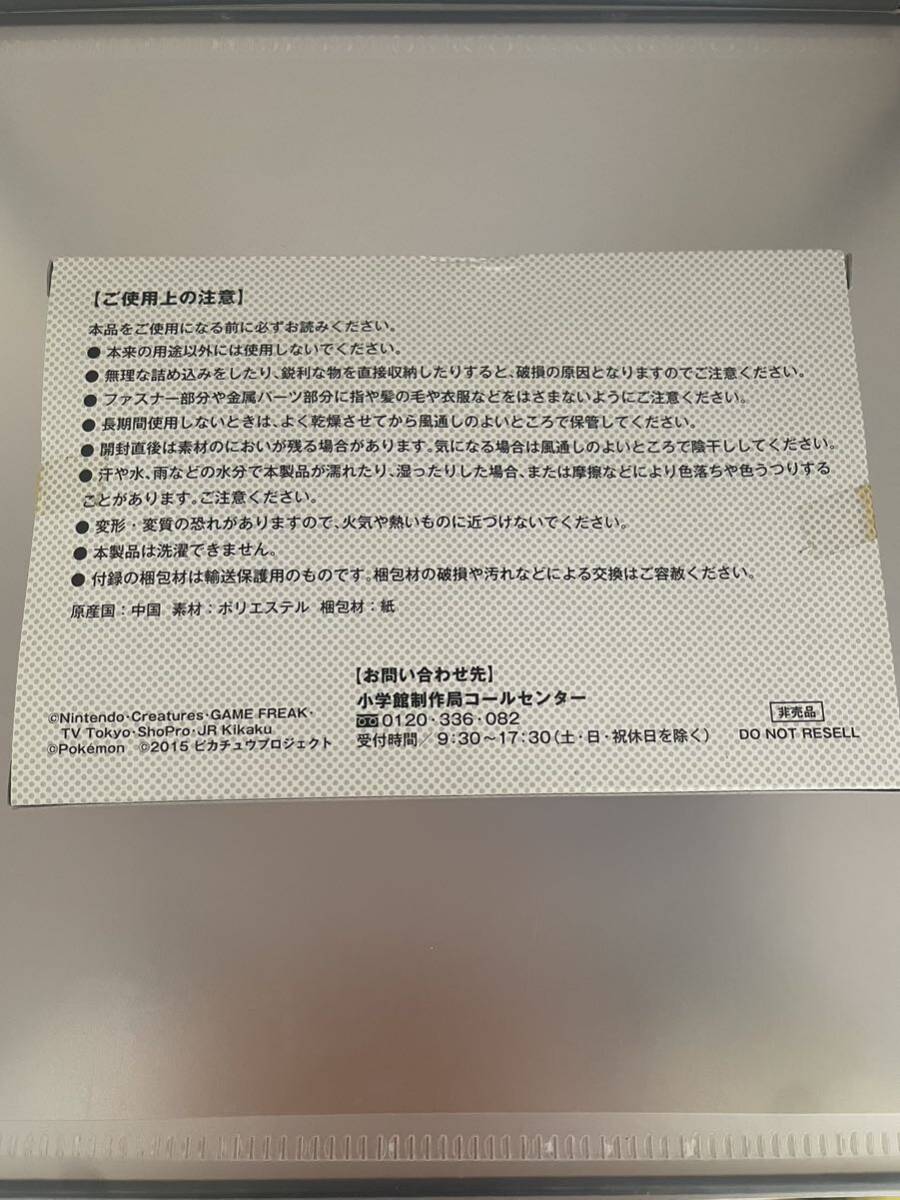 【ご使用上の注意】
本品をご使用になる前に必ずお読みください。
● 本来の用途以外には使用しないでください。
● 無理な詰め込みをしたり、鋭利な物を直接収納したりすると、破損の原因となりますのでご注意ください。
● ファスナー部分や金属パーツ部分に指や髪の毛や衣服などをはさまないようにご注意ください。
● 長期間使用しないときは、よく乾燥させてから風通しのよいところで保管してください。
● 開封直後は素材のにおいが残る場合があります。気になる場合は風通しのよいところで陰干ししてください。
● 汗や水、雨などの水分で本製品が濡れたり、湿ったりした場合、または摩擦などにより色落ちや色うつりする
ことがあります。ご注意ください。
● 変形・変質の恐れがありますので、火気や熱いものに近づけないでください。
● 本製品は洗濯できません。
● 付録の梱包材は輸送保護用のものです。梱包材の破損や汚れなどによる交換はご容赦ください。
原産国：中国 素材：ポリエステル 梱包材：紙
【お問い合わせ先】
小学館制作局コールセンター
0120・336・082
受付時間／9:30〜17:30（土・日・祝休日を除く）
©Nintendo・Creatures・GAME FREAK・
TV Tokyo・ShoPro・JR Kikaku
©Pokémon ©2015 ピカチュウプロジェクト
非売品
DO NOT RESELL